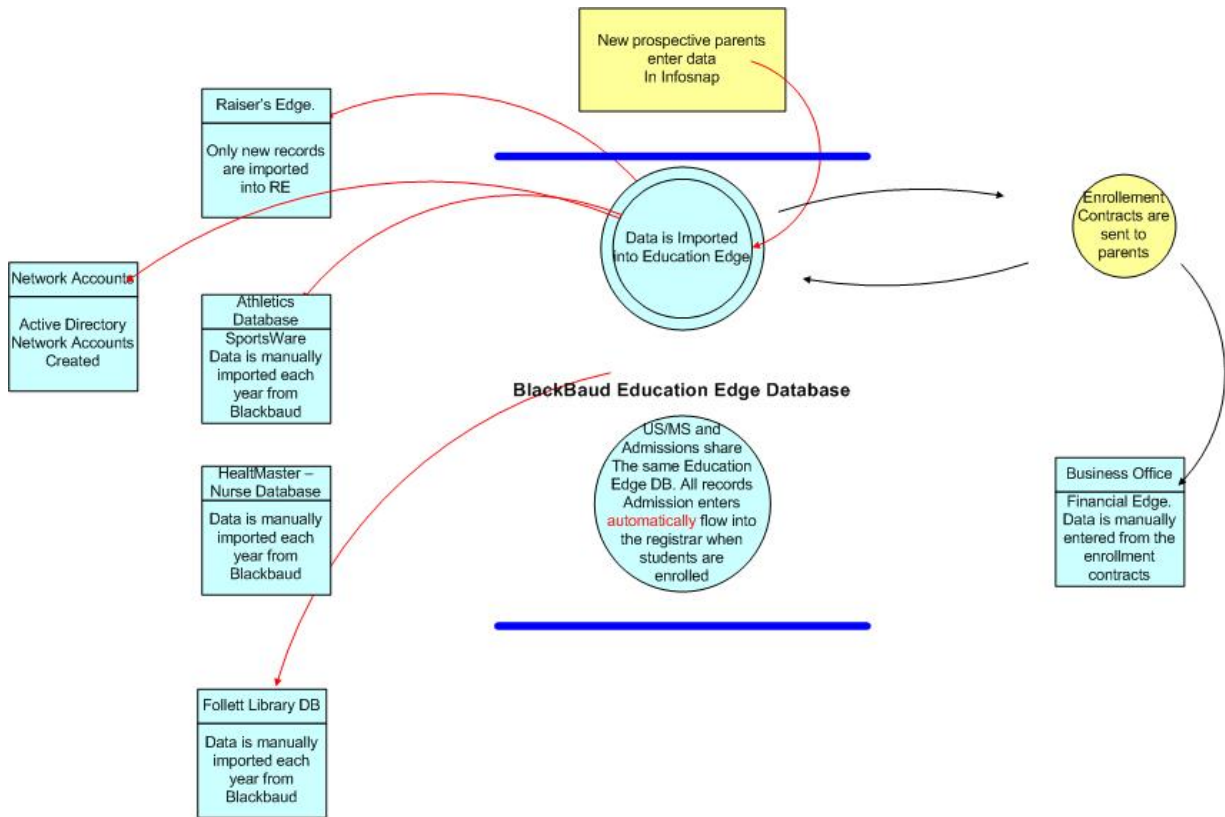 New prospective parents
enter data
In Infosnap
Raiser's Edge.
Only new records
are imported
into RE
Data is Imported
into Education Edge
Enrollement
Contracts are
sent to
parents
Network Accounts
Active Directory
Network Accounts
Created
Athletics
Database
SportsWare
Data is manually
imported each
year from
Blackbaud
BlackBaud Education Edge Database
US/MS and
Admissions share
The same Education
Edge DB. All records
Admission enters
automatically flow into
the registrar when
students are
enrolled
HealtMaster –
Nurse Database
Data is manually
imported each
year from
Blackbaud
Business Office
Financial Edge.
Data is manually
entered from the
enrollment
contracts
Follett Library DB
Data is manually
imported each
year from
Blackbaud